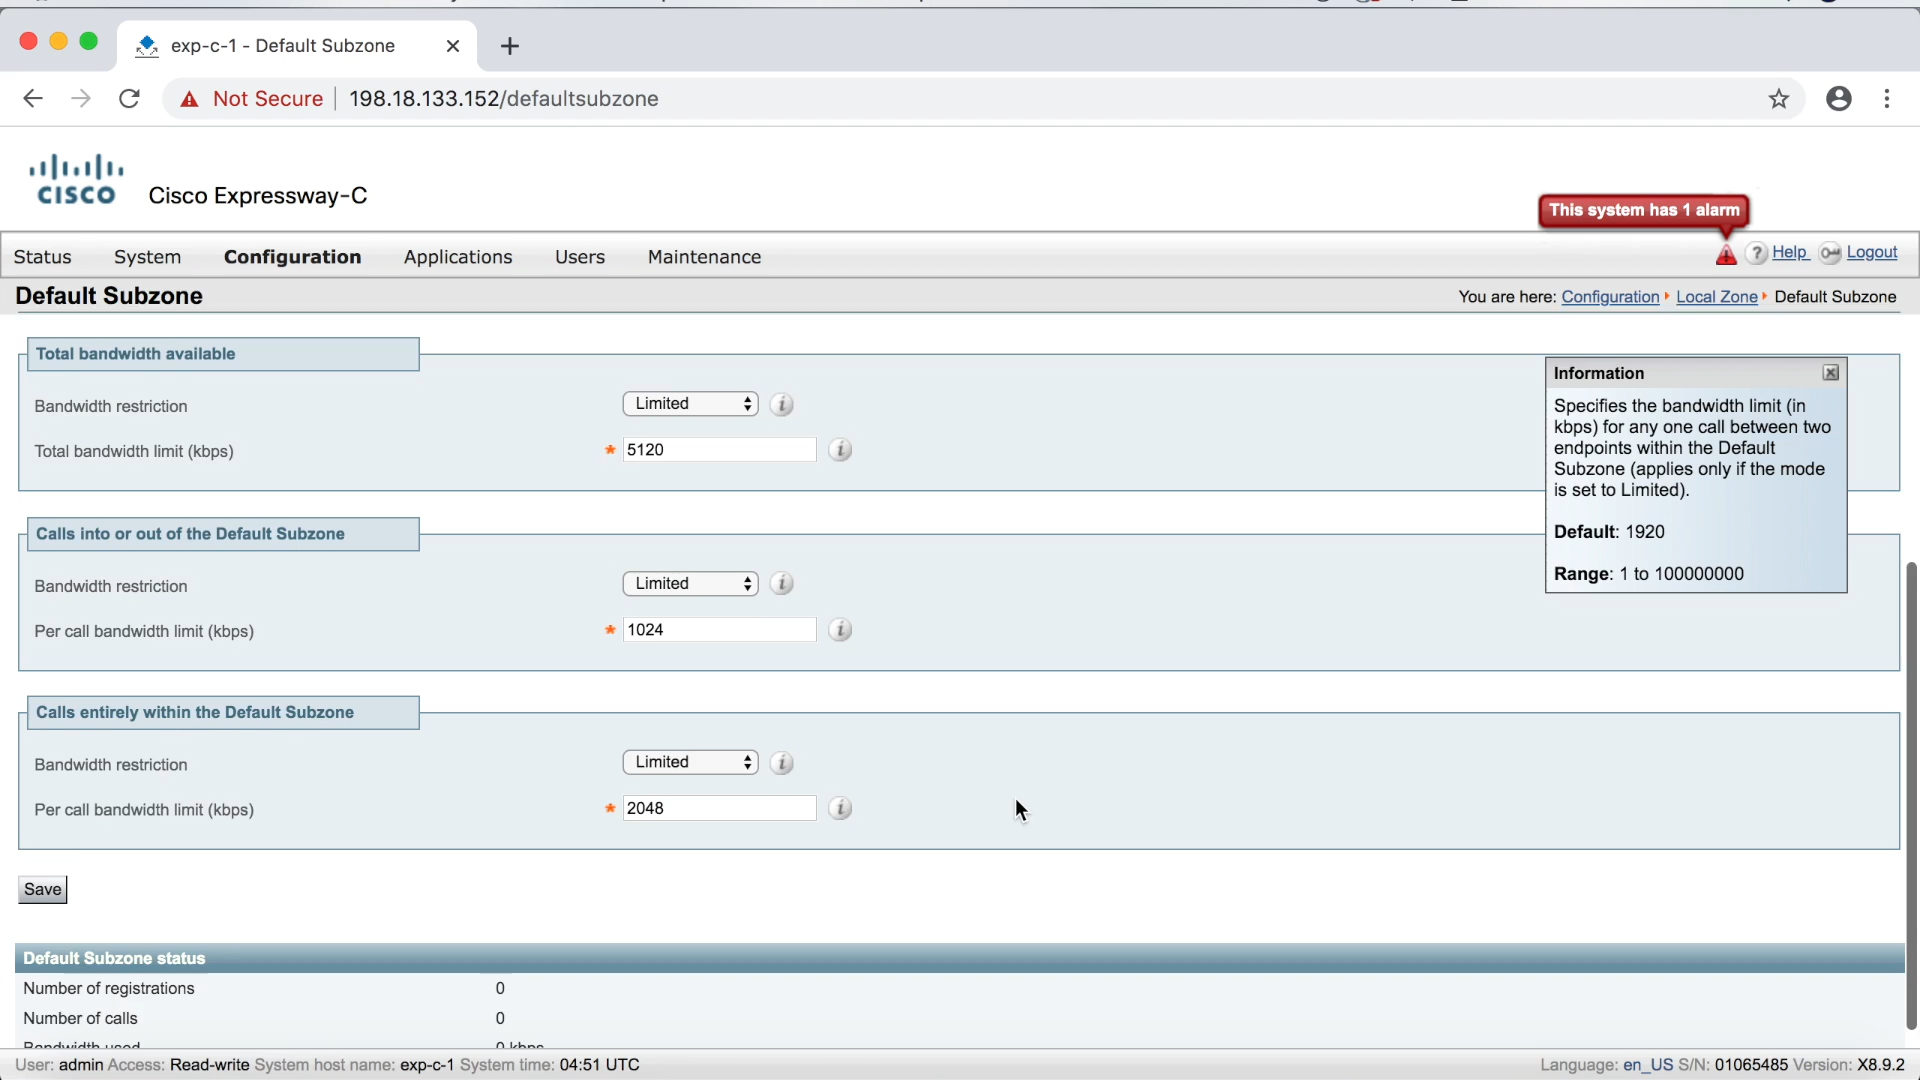 exp-c-1 - Default Subzone
Not Secure 198.18.133.152/defaultsubzone
CISCO Cisco Expressway-C
This system has 1 alarm
Status System Configuration Applications Users Maintenance Help Logout
Default Subzone You are here: Configuration Local Zone Default Subzone
Total bandwidth available
Bandwidth restriction Limited
Total bandwidth limit (kbps) * 5120
Information
Specifies the bandwidth limit (in
kbps) for any one call between two
endpoints within the Default
Subzone (applies only if the mode
is set to Limited).
Default: 1920
Range: 1 to 100000000
Calls into or out of the Default Subzone
Bandwidth restriction Limited
Per call bandwidth limit (kbps) * 1024
Calls entirely within the Default Subzone
Bandwidth restriction Limited
Per call bandwidth limit (kbps) * 2048
Save
Default Subzone status
Number of registrations 0
Number of calls 0
Bandwidth used 0 kbps
User: admin Access: Read-write System host name: exp-c-1 System time: 04:51 UTC Language: en_US S/N: 01065485 Version: X8.9.2